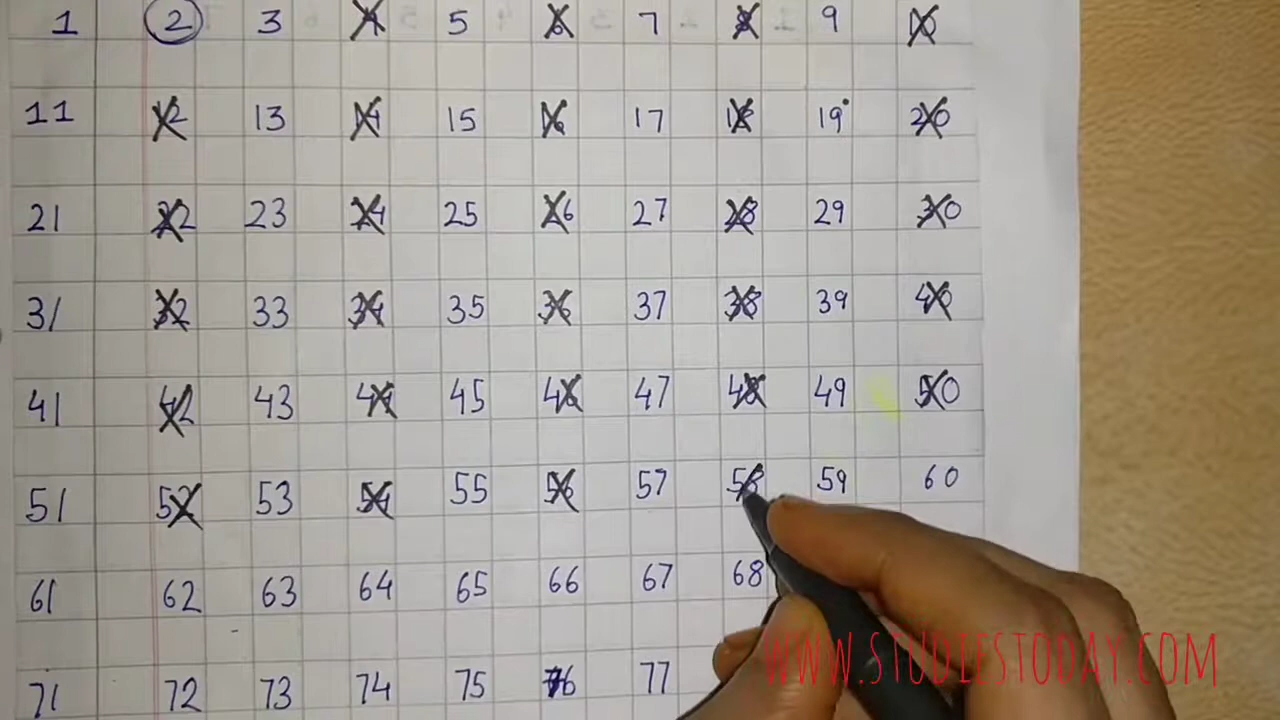 1 2 3 4 5 6 7 8 9 10
11 12 13 14 15 16 17 18 19 20
21 22 23 24 25 26 27 28 29 30
31 32 33 34 35 36 37 38 39 40
41 42 43 44 45 46 47 48 49 50
51 52 53 54 55 56 57 58 59 60
61 62 63 64 65 66 67 68
71 72 73 74 75 76 77
www.studiestoday.com